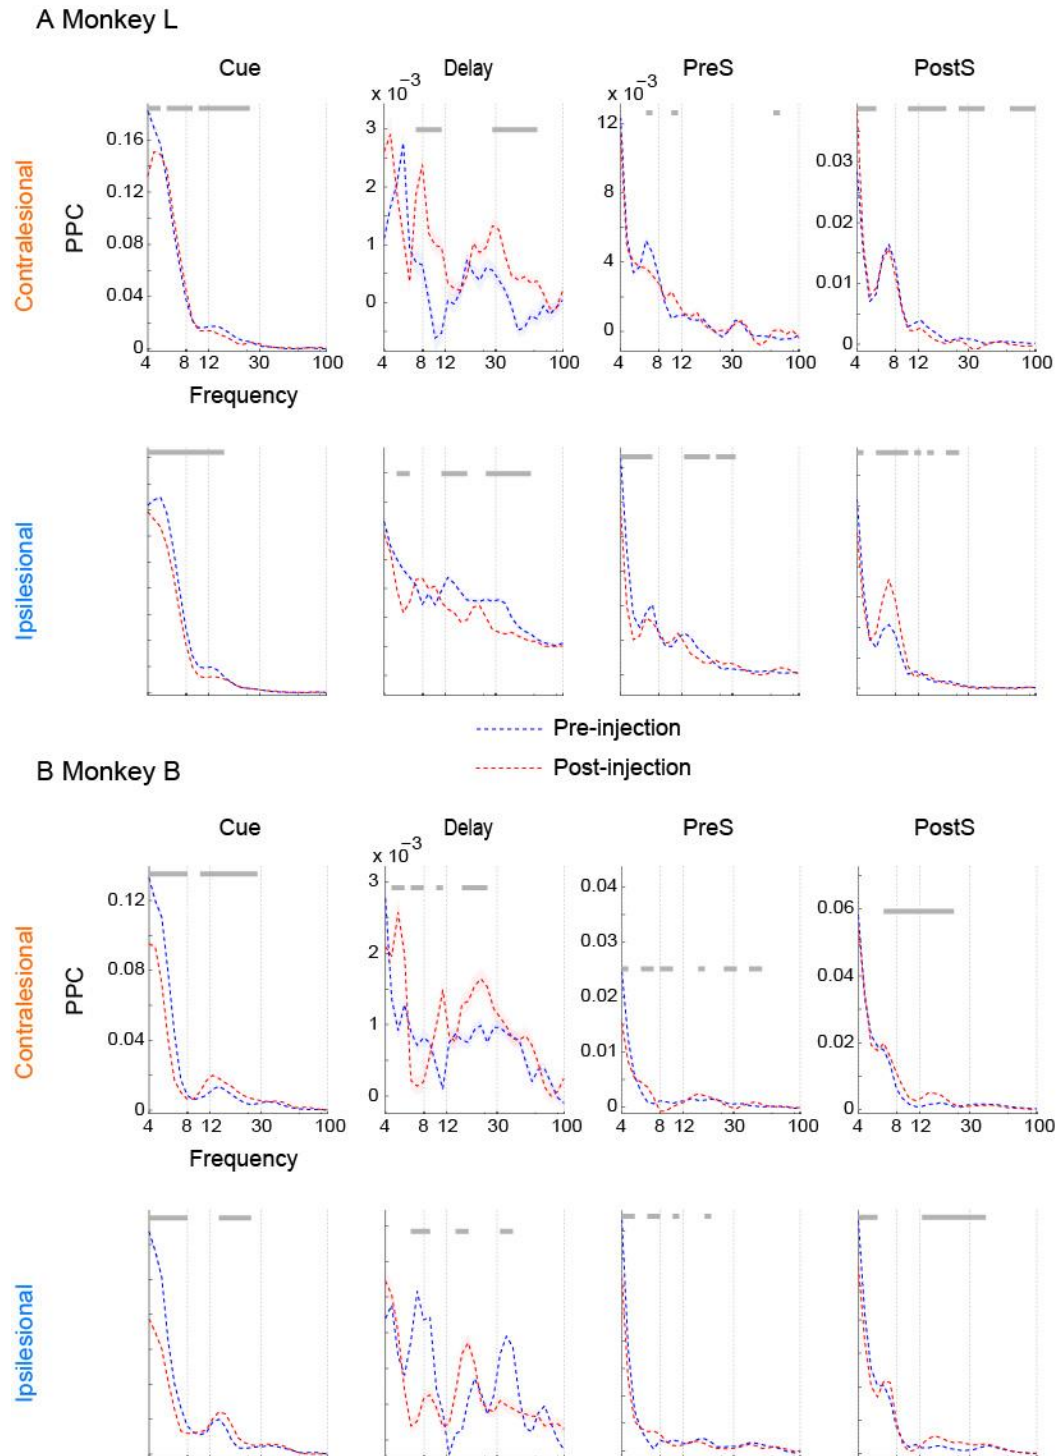 A Monkey L
Cue Delay PreS PostS
x 10⁻³ x 10⁻³
Contralesional
PPC
0.16
0.12
0.08
0.04
0
4 8 12 30 100
3
2
1
0
4 8 12 30 100
12
8
4
0
4 8 12 30 100
0.03
0.02
0.01
0
4 8 12 30 100
Frequency
Ipsilesional
Pre-injection
Post-injection
B Monkey B
Cue Delay PreS PostS
x 10⁻³
Contralesional
PPC
0.12
0.08
0.04
0
4 8 12 30 100
3
2
1
0
4 8 12 30 100
0.04
0.03
0.02
0.01
0
4 8 12 30 100
0.06
0.04
0.02
0
4 8 12 30 100
Frequency
Ipsilesional